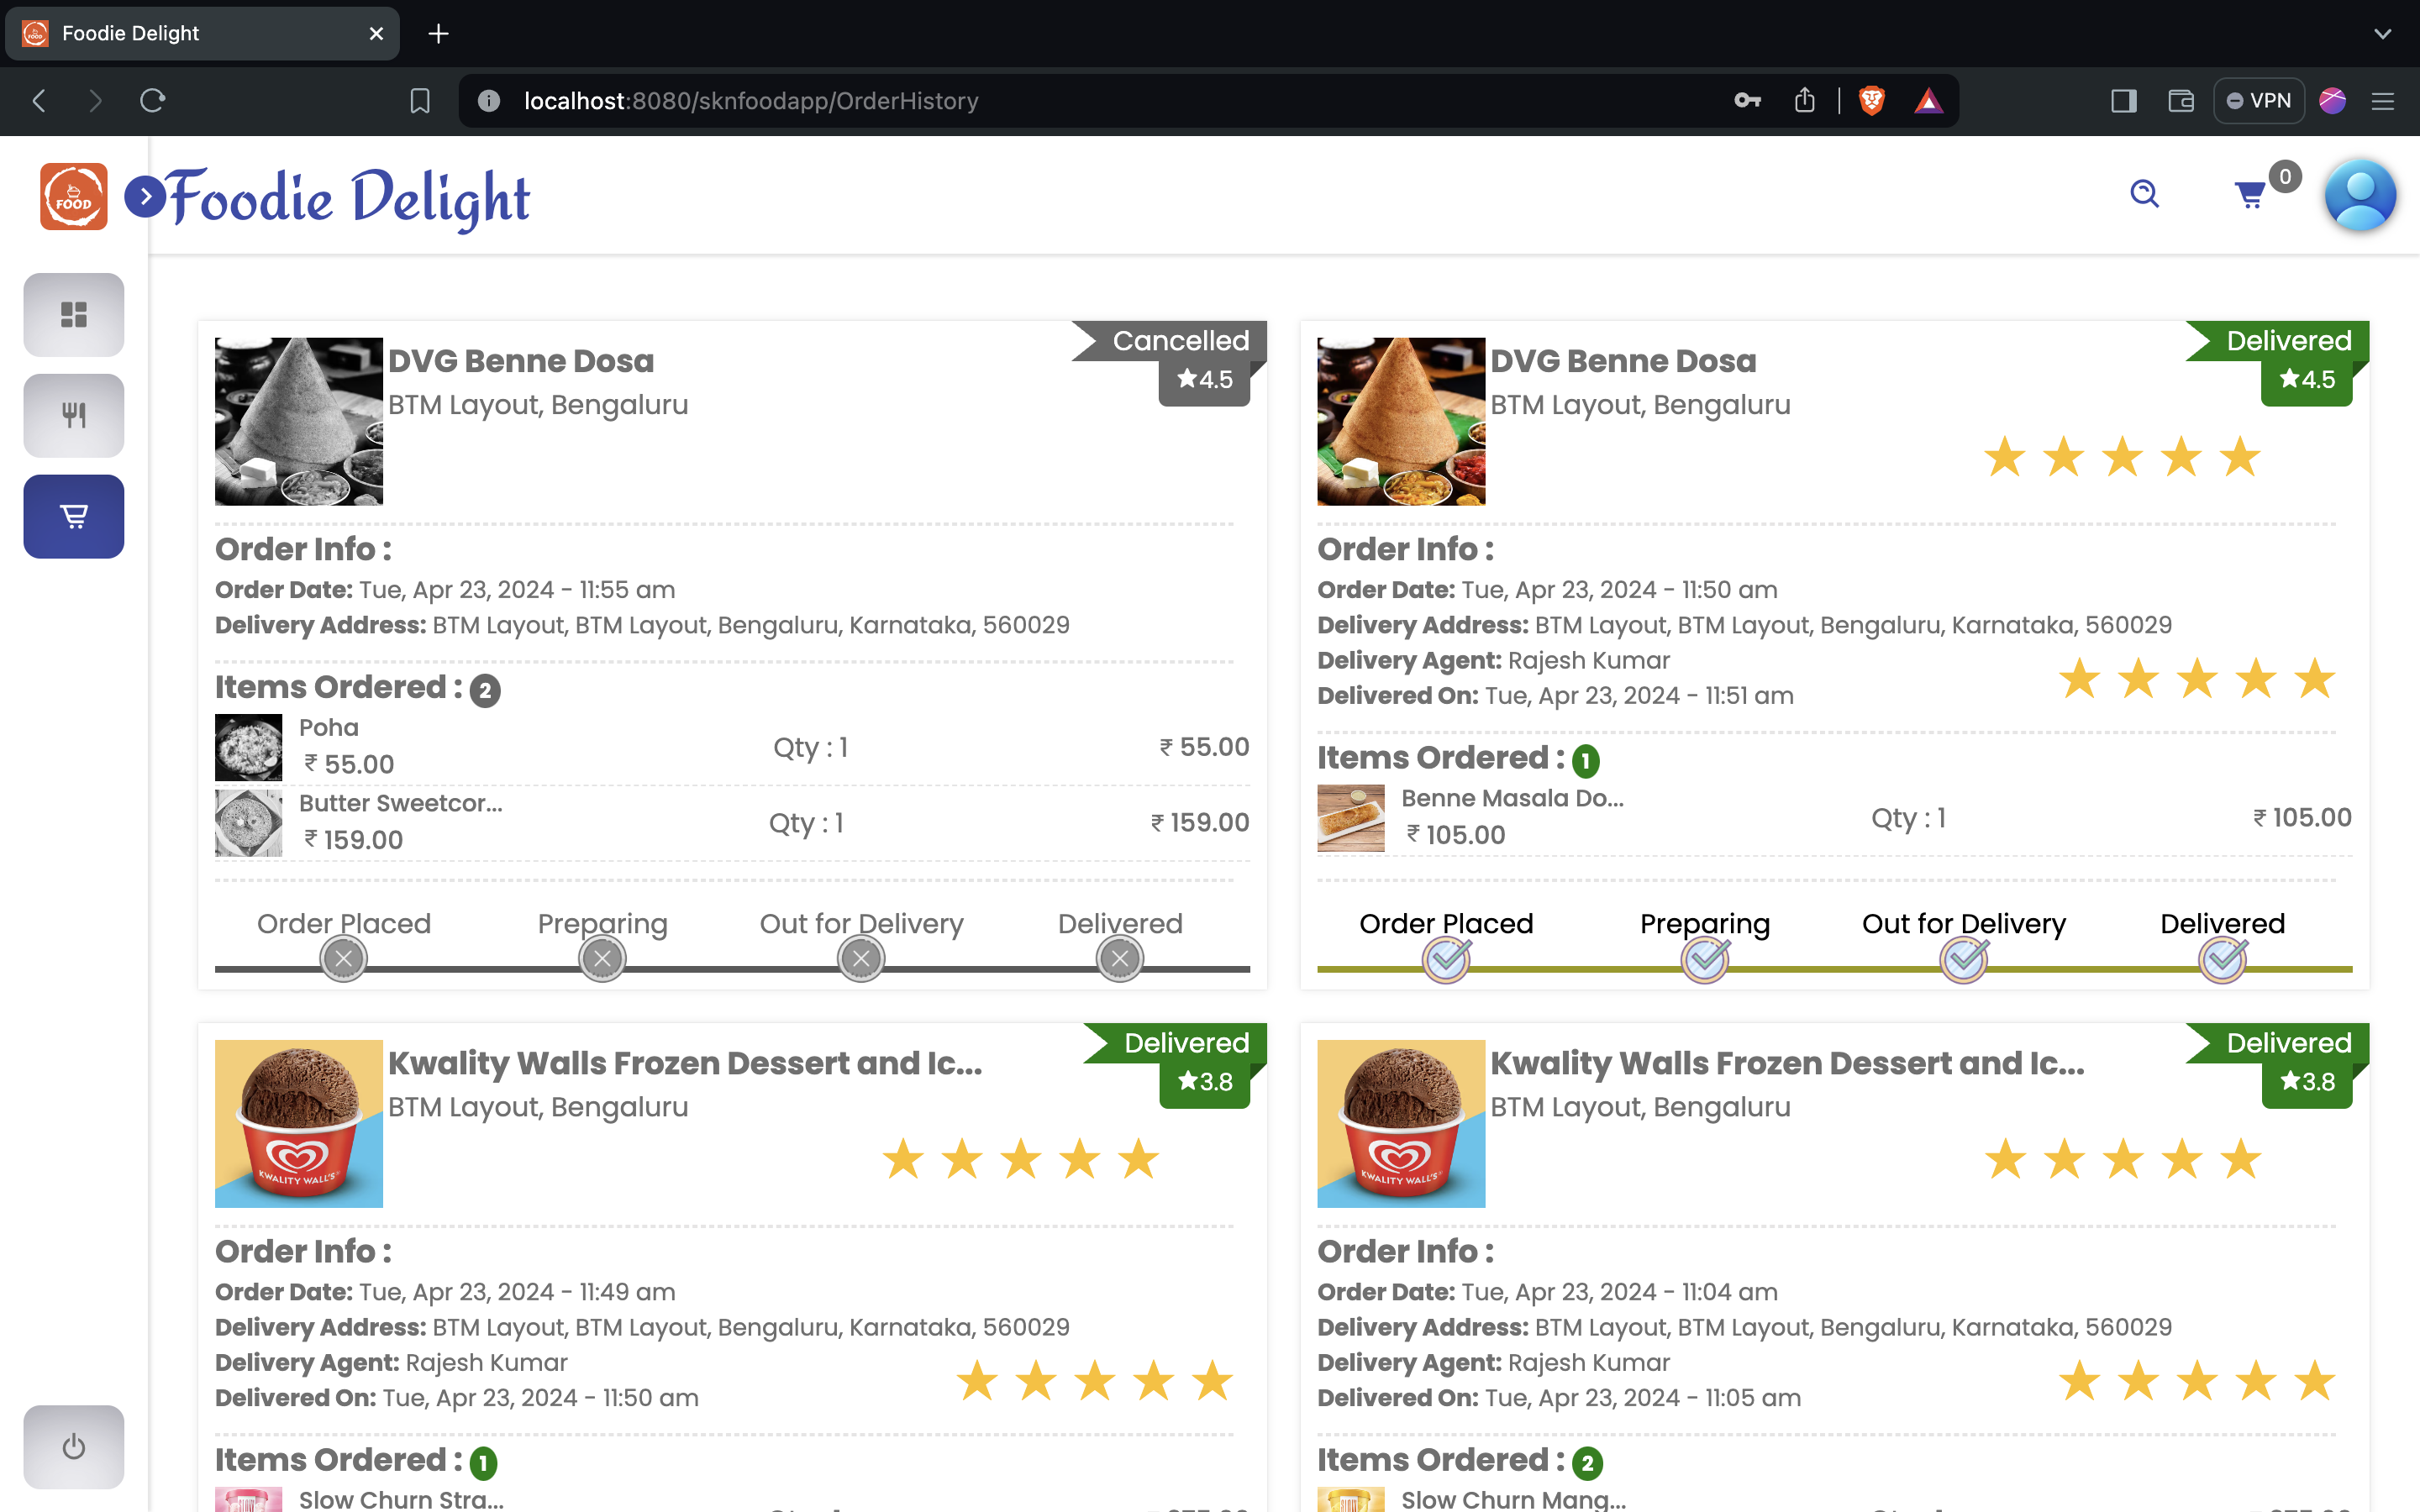 Foodie Delight
localhost:8080/sknfoodapp/OrderHistory
VPN
FOOD
Foodie Delight
0
Cancelled
DVG Benne Dosa
4.5
BTM Layout, Bengaluru
Order Info :
Order Date: Tue, Apr 23, 2024 - 11:55 am
Delivery Address: BTM Layout, BTM Layout, Bengaluru, Karnataka, 560029
Items Ordered : 2
Poha
₹ 55.00
Qty : 1
₹ 55.00
Butter Sweetcor...
₹ 159.00
Qty : 1
₹ 159.00
Order Placed Preparing Out for Delivery Delivered
Delivered
DVG Benne Dosa
4.5
BTM Layout, Bengaluru
Order Info :
Order Date: Tue, Apr 23, 2024 - 11:50 am
Delivery Address: BTM Layout, BTM Layout, Bengaluru, Karnataka, 560029
Delivery Agent: Rajesh Kumar
Delivered On: Tue, Apr 23, 2024 - 11:51 am
Items Ordered : 1
Benne Masala Do...
₹ 105.00
Qty : 1
₹ 105.00
Order Placed Preparing Out for Delivery Delivered
Delivered
Kwality Walls Frozen Dessert and Ic...
3.8
BTM Layout, Bengaluru
KWALITY WALL'S
Order Info :
Order Date: Tue, Apr 23, 2024 - 11:49 am
Delivery Address: BTM Layout, BTM Layout, Bengaluru, Karnataka, 560029
Delivery Agent: Rajesh Kumar
Delivered On: Tue, Apr 23, 2024 - 11:50 am
Items Ordered : 1
Slow Churn Stra...
Delivered
Kwality Walls Frozen Dessert and Ic...
3.8
BTM Layout, Bengaluru
KWALITY WALL'S
Order Info :
Order Date: Tue, Apr 23, 2024 - 11:04 am
Delivery Address: BTM Layout, BTM Layout, Bengaluru, Karnataka, 560029
Delivery Agent: Rajesh Kumar
Delivered On: Tue, Apr 23, 2024 - 11:05 am
Items Ordered : 2
Slow Churn Mang...